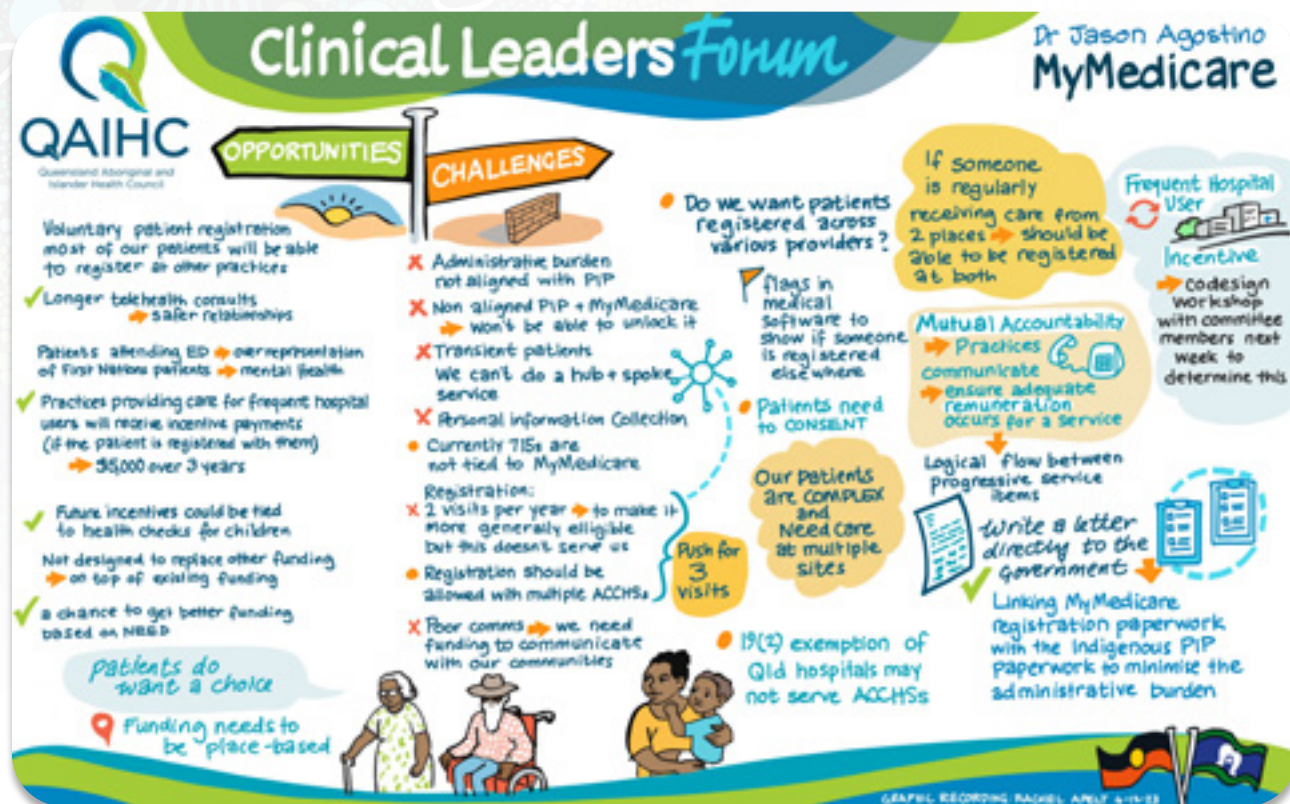 Clinical Leaders Forum
Dr Jason Agostino
MyMedicare
QAIHC
Queensland Aboriginal and
Islander Health Council
OPPORTUNITIES
Voluntary patient registration
most of our patients will be able
to register at other practices
Longer telehealth consults
safer relationships
Patients attending ED overrepresentation
of First Nations patients mental health
Practices providing care for frequent hospital
users will receive incentive payments
(if the patient is registered with them)
$5,000 over 3 years
Future incentives could be tied
to health checks for children
Not designed to replace other funding
on top of existing funding
a chance to get better funding
based on NEED
patients do
want a choice
Funding needs to
be place-based
CHALLENGES
Administrative burden
not aligned with PIP
Non aligned PIP + MyMedicare
won't be able to unlock it
Transient patients
We can't do a hub + spoke
service
Personal Information Collection
Currently 715s are
not tied to MyMedicare
Registration:
2 visits per year to make it
more generally elligible
but this doesn't serve us
Registration should be
allowed with multiple ACCHSs
Push for
3
visits
Poor comms we need
funding to communicate
with our communities
Do we want patients
registered across
various providers?
flags in
medical
software to
show if someone
is registered
elsewhere
Patients need
to CONSENT
Our patients
are COMPLEX
and
Need Care
at multiple
sites
19(2) exemption of
Qld hospitals may
not serve ACCHSs
If someone
is regularly
receiving care from
2 places should be
able to be registered
at both
Mutual Accountability
Practices
communicate
ensure adequate
remuneration
occurs for a service
Logical flow between
progressive service
items
Write a letter
directly to the
government
Linking MyMedicare
registration paperwork
with the Indigenous PIP
paperwork to minimise the
administrative burden
Frequent Hospital
User
Incentive
codesign
workshop
with committee
members next
week to
determine this
GRAPHIC RECORDING: RACHEL APELT